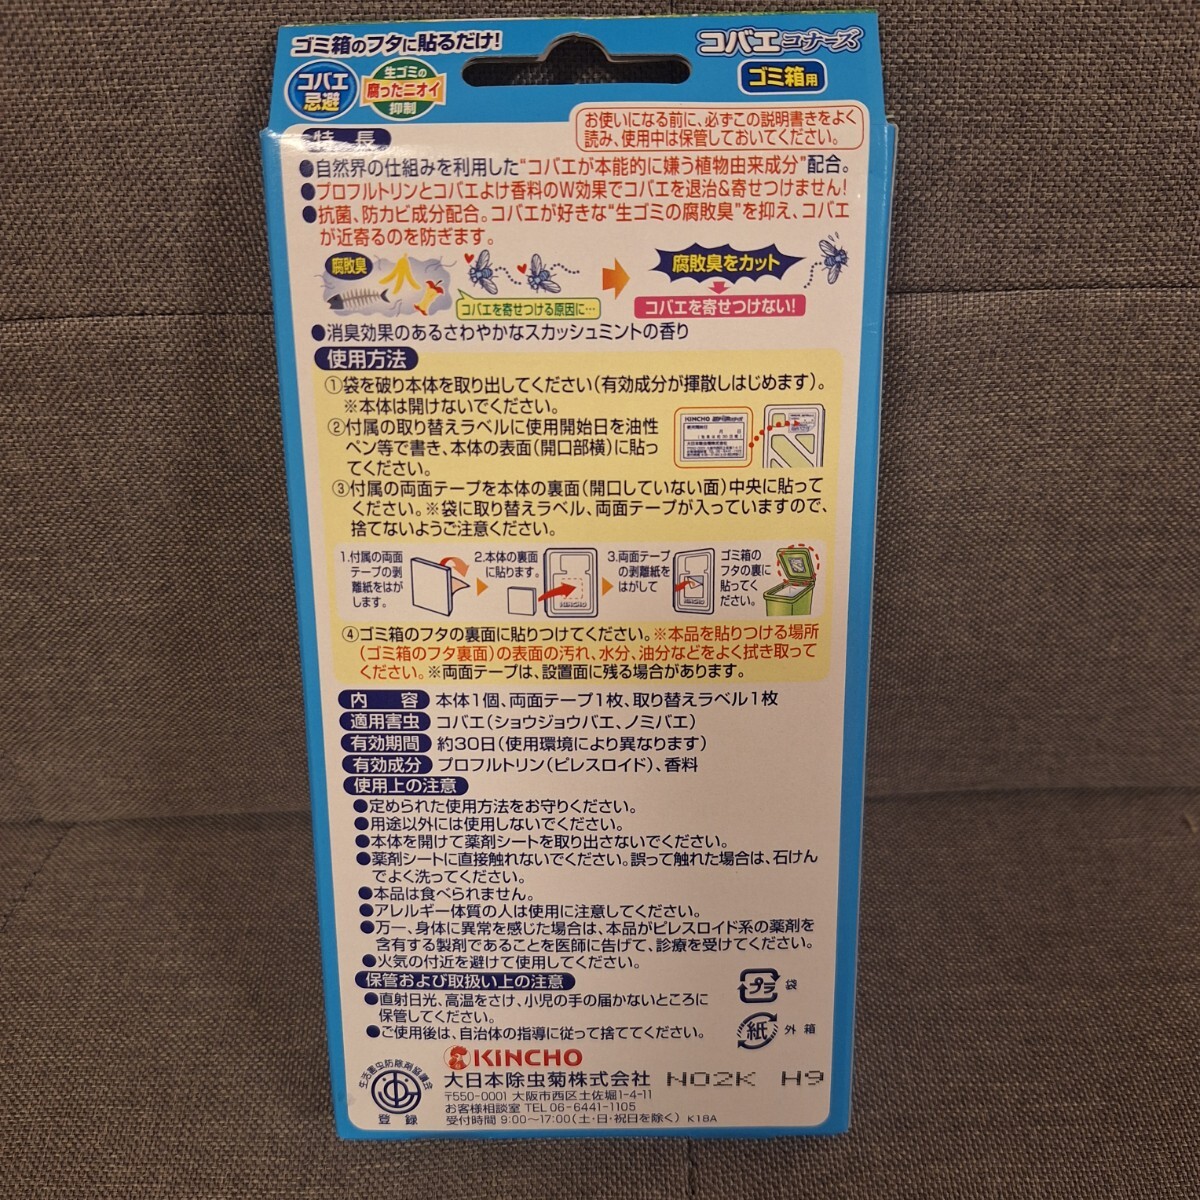 ゴミ箱のフタに貼るだけ!
コバエコナーズ
ゴミ箱用
コバエ
忌避
生ゴミの
腐ったニオイ
抑制
お使いになる前に、必ずこの説明書きをよく
読み、使用中は保管しておいてください。
特長
●自然界の仕組みを利用した“コバエが本能的に嫌う植物由来成分”配合。
●プロフルトリンとコバエよけ香料のW効果でコバエを退治&寄せつけません!
●抗菌、防カビ成分配合。コバエが好きな“生ゴミの腐敗臭”を抑え、コバエ
が近寄るのを防ぎます。
腐敗臭
コバエを寄せつける原因に…
腐敗臭をカット
コバエを寄せつけない!
●消臭効果のあるさわやかなスカッシュミントの香り
使用方法
①袋を破り本体を取り出してください(有効成分が揮散しはじめます)。
※本体は開けないでください。
②付属の取り替えラベルに使用開始日を油性
ペン等で書き、本体の表面(開口部横)に貼っ
てください。
KINCHO
月 日
大日本除虫菊株式会社
③付属の両面テープを本体の裏面(開口していない面)中央に貼って
ください。※袋に取り替えラベル、両面テープが入っていますので、
捨てないようご注意ください。
1.付属の両面
テープの剥
離紙をはが
します。
2.本体の裏面
に貼ります。
KINCHO
3.両面テープ
の剥離紙を
はがして
ゴミ箱の
フタの裏に
貼ってく
ださい。
④ゴミ箱のフタの裏面に貼りつけてください。※本品を貼りつける場所
(ゴミ箱のフタ裏面)の表面の汚れ、水分、油分などをよく拭き取って
ください。※両面テープは、設置面に残る場合があります。
内容 本体1個、両面テープ1枚、取り替えラベル1枚
適用害虫 コバエ(ショウジョウバエ、ノミバエ)
有効期間 約30日(使用環境により異なります)
有効成分 プロフルトリン(ピレスロイド)、香料
使用上の注意
●定められた使用方法をお守りください。
●用途以外には使用しないでください。
●本体を開けて薬剤シートを取り出さないでください。
●薬剤シートに直接触れないでください。誤って触れた場合は、石けん
でよく洗ってください。
●本品は食べられません。
●アレルギー体質の人は使用に注意してください。
●万一、身体に異常を感じた場合は、本品がピレスロイド系の薬剤を
含有する製剤であることを医師に告げて、診療を受けてください。
●火気の付近を避けて使用してください。
保管および取扱い上の注意
●直射日光、高温をさけ、小児の手の届かないところに
保管してください。
●ご使用後は、自治体の指導に従って捨ててください。
プラ 袋
紙 外箱
生活害虫防除剤協議会
登録
KINCHO
大日本除虫菊株式会社
〒550-0001 大阪市西区土佐堀1-4-11
お客様相談室 TEL 06-6441-1105
受付時間 9:00~17:00(土・日・祝日を除く) K18A
N02K H9